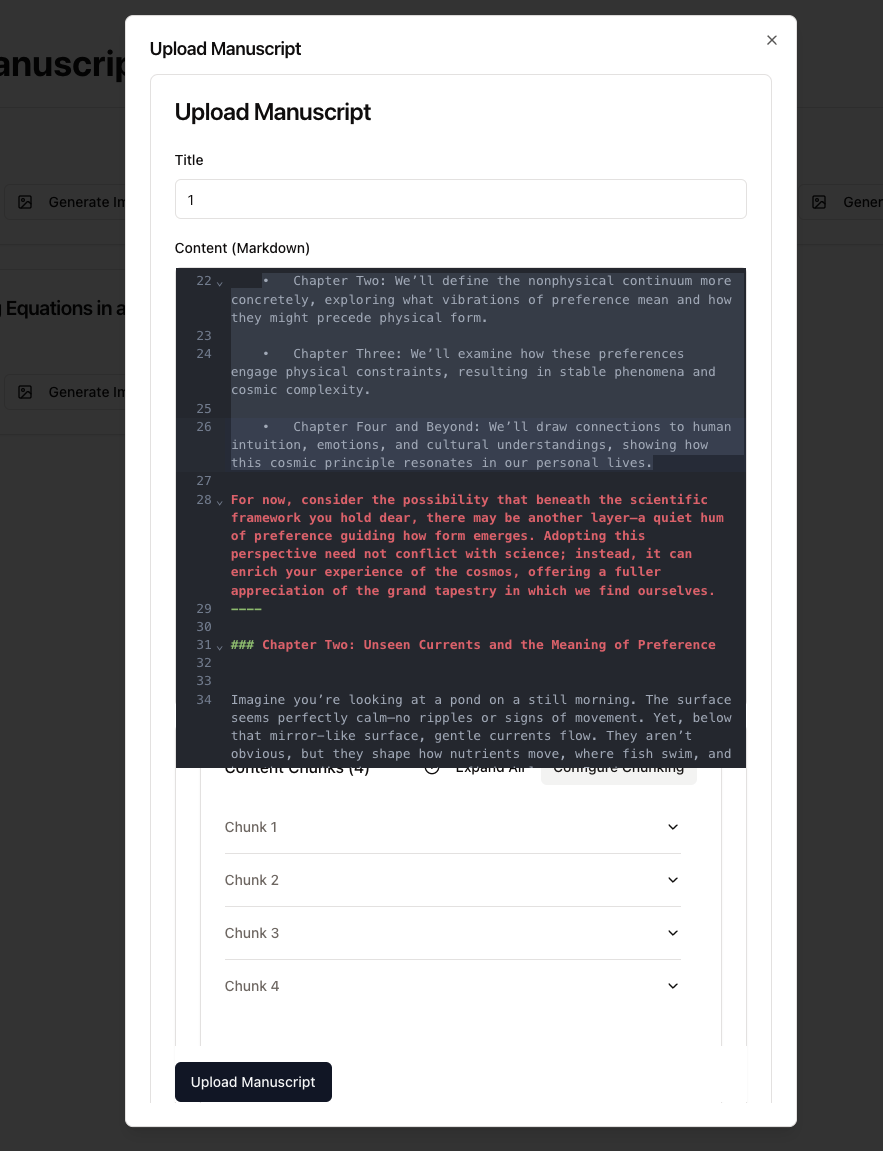 Upload Manuscript
anuscrip
Upload Manuscript
Title
Generate Im
Gener
1
Content (Markdown)
22 • Chapter Two: We’ll define the nonphysical continuum more
concretely, exploring what vibrations of preference mean and how
they might precede physical form.
g Equations in a
23
24 • Chapter Three: We’ll examine how these preferences
engage physical constraints, resulting in stable phenomena and
cosmic complexity.
Generate Im
25
26 • Chapter Four and Beyond: We’ll draw connections to human
intuition, emotions, and cultural understandings, showing how
this cosmic principle resonates in our personal lives.
27
28 For now, consider the possibility that beneath the scientific
framework you hold dear, there may be another layer—a quiet hum
of preference guiding how form emerges. Adopting this
perspective need not conflict with science; instead, it can
enrich your experience of the cosmos, offering a fuller
appreciation of the grand tapestry in which we find ourselves.
29 ----
30
31 ### Chapter Two: Unseen Currents and the Meaning of Preference
32
33
34 Imagine you’re looking at a pond on a still morning. The surface
seems perfectly calm—no ripples or signs of movement. Yet, below
that mirror-like surface, gentle currents flow. They aren’t
obvious, but they shape how nutrients move, where fish swim, and
Content Chunks (4) Expand All Configure Chunking
Chunk 1
Chunk 2
Chunk 3
Chunk 4
Upload Manuscript